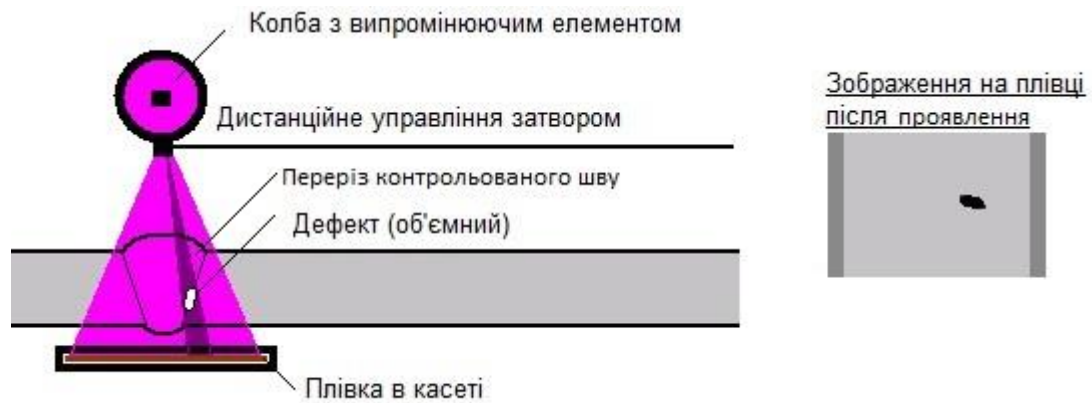 Колба з випромінюючим елементом
Дистанційне управління затвором
Переріз контрольованого шву
Дефект (об'ємний)
Плівка в касеті
Зображення на плівці
після проявлення